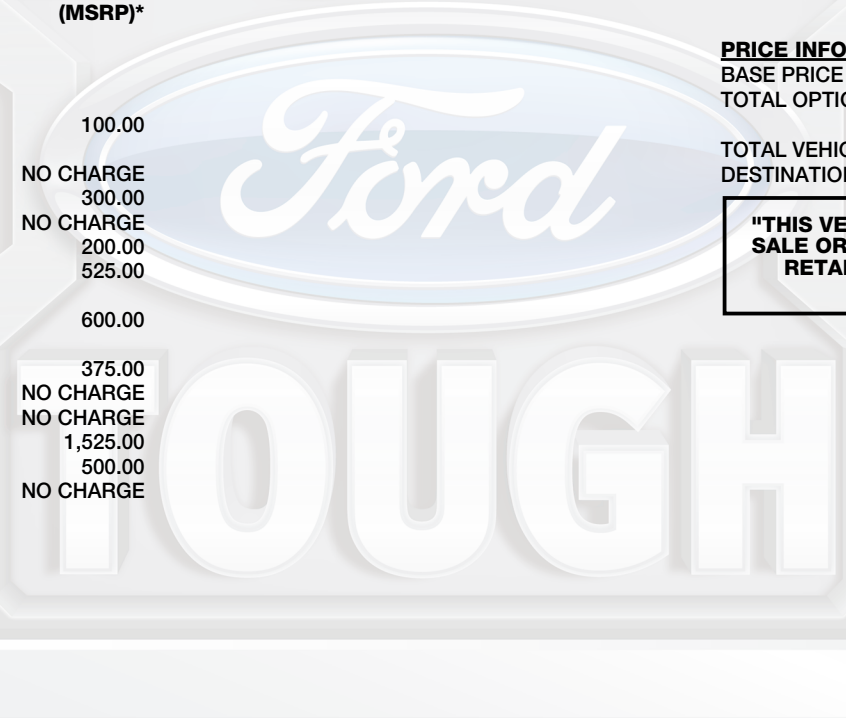 (MSRP)*
100.00
NO CHARGE
300.00
NO CHARGE
200.00
525.00
600.00
375.00
NO CHARGE
NO CHARGE
1,525.00
500.00
NO CHARGE
PRICE INFO
BASE PRICE
TOTAL OPTIO
TOTAL VEHIC
DESTINATION
"THIS VE
SALE OR
RETAI
Ford
TOUGH